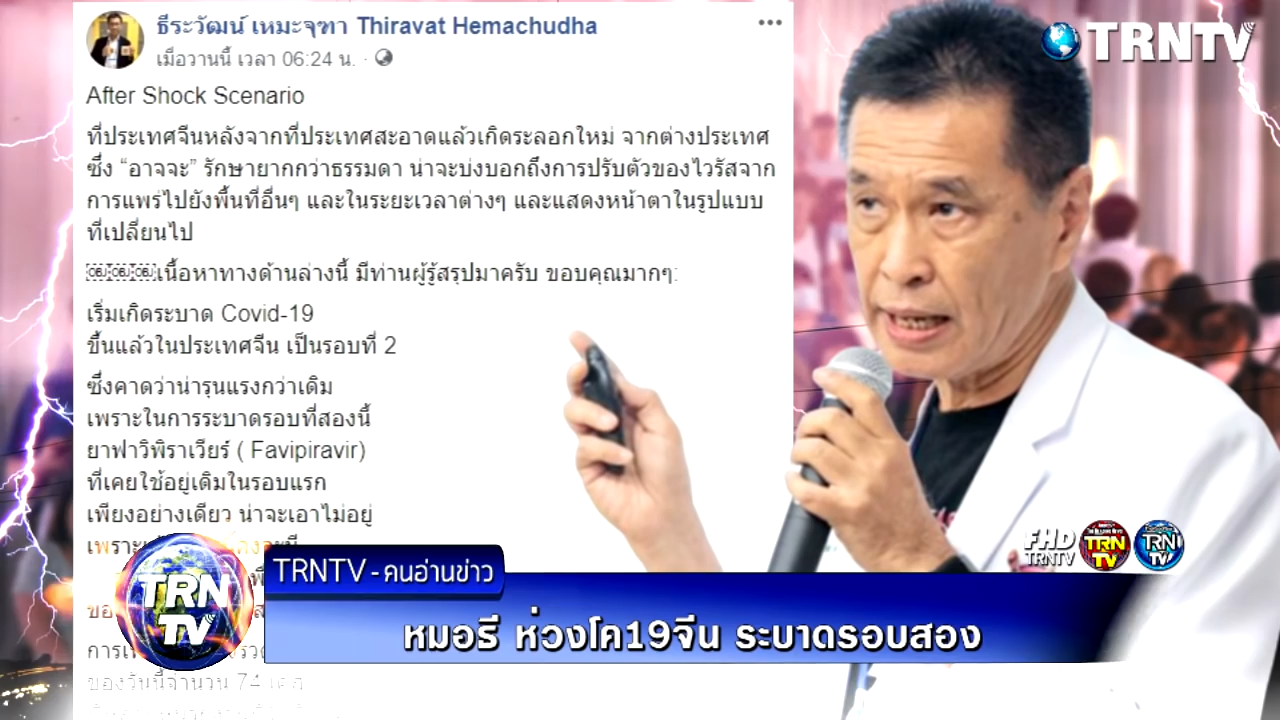 ธีระวัฒน์ เหมะจุฑา Thiravat Hemachudha
เมื่อวานนี้ เวลา 06:24 น.
TRNTV
After Shock Scenario
ที่ประเทศจีนหลังจากที่ประเทศสะอาดแล้วเกิดระลอกใหม่ จากต่างประเทศ
ซึ่ง “อาจจะ” รักษายากกว่าธรรมดา น่าจะบ่งบอกถึงการปรับตัวของไวรัสจาก
การแพร่ไปยังพื้นที่อื่นๆ และในระยะเวลาต่างๆ และแสดงหน้าตาในรูปแบบ
ที่เปลี่ยนไป
เนื้อหาทางด้านล่างนี้ มีท่านผู้รู้สรุปมาครับ ขอบคุณมากๆ:
เริ่มเกิดระบาด Covid-19
ขึ้นแล้วในประเทศจีน เป็นรอบที่ 2
ซึ่งคาดว่าน่ารุนแรงกว่าเดิม
เพราะในการระบาดรอบที่สองนี้
ยาฟาวิพิราเวียร์ ( Favipiravir)
ที่เคยใช้อยู่เดิมในรอบแรก
เพียงอย่างเดียว น่าจะเอาไม่อยู่
FHD
TRNTV
TRN
TV
TRN
TV
TRN
TV
TRNTV - คนอ่านข่าว
หมอธี ห่วงโค19จีน ระบาดรอบสอง
ของวันนี้จำนวน 74